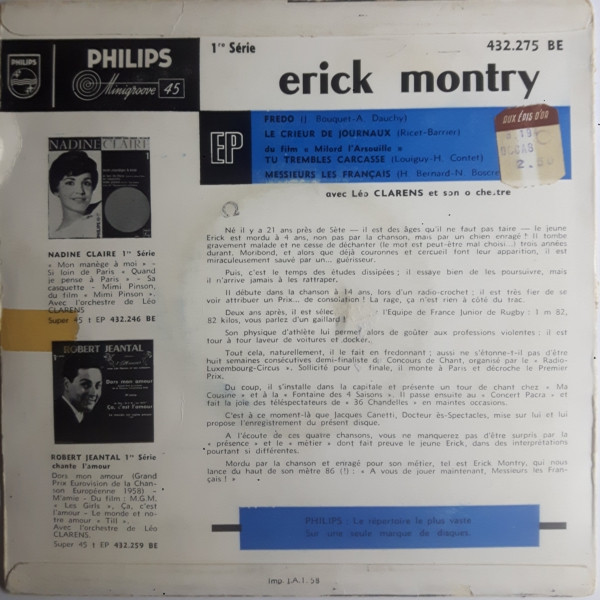 PHILIPS
PHILIPS
Minigroove 45
1re Série
432.275 BE
erick montry
EP
FREDO (J. Bouquet-A. Dauchy)
LE CRIEUR DE JOURNAUX (Ricet-Barrier)
du film « Milord l'Arsouille »
TU TREMBLES CARCASSE (Louiguy-H. Contet)
MESSIEURS LES FRANÇAIS (H. Bernard-N.
AUX ÉPIS D'OR
OCCAS
2.50
avec Léo CLARENS et son
NADINE CLAIRE
NADINE CLAIRE 1re Série
« Mon manège à moi » -
Si loin de Paris - Quand
je pense à Paris - Sa
casquette - Mimi Pinson,
du film « Mimi Pinson ».
Avec l'orchestre de Léo
CLARENS
Super 45 t EP 432.246 BE
ROBERT JEANTAL
Dors mon amour
Ça, c'est l'amour
ROBERT JEANTAL 1re Série
chante l'amour
Dors mon amour (Grand
Prix Eurovision de la Chan-
son Européenne 1958) -
M'amie - Du film : M.G.M.
« Les Girls », Ça, c'est
l'amour - Le monde et no-
tre amour « Till ».
Avec l'orchestre de Léo
CLARENS.
Super 45 t EP 432.259 BE
Né il y a 21 ans près de Sète — il est des âges qu'il ne faut pas taire — le jeune
Erick est mordu à 4 ans, non pas par la chanson, mais par un chien enragé ! Il tombe
gravement malade et ne cesse de déchanter (le mot est peut-être mal choisi...) trois années
durant. Moribond, et alors que déjà couronnes et cercueil font leur apparition, il est
miraculeusement sauvé par un... guérisseur.
Puis, c'est le temps des études dissipées ; il essaye bien de les poursuivre, mais
il n'arrive jamais à les rattraper.
Il débute dans la chanson à 14 ans, lors d'un radio-crochet ; il est très fier de se
voir attribuer un Prix... de consolation ! La rage, ça n'est rien à côté du trac.
Deux ans après, il est sélec l'Equipe de France Junior de Rugby : 1 m 82,
82 kilos, vous parlez d'un gaillard !
Son physique d'athlète lui permet alors de goûter aux professions violentes ; il est
tour à tour laveur de voitures et docker.
Tout cela, naturellement, il le fait en fredonnant ; aussi ne s'étonne-t-il pas d'être
huit semaines consécutives demi-finaliste du Concours de Chant, organisé par le « Radio-
Luxembourg-Circus ». Sollicité pour finale, il monte à Paris et décroche le Premier
Prix.
Du coup, il s'installe dans la capitale et présente un tour de chant chez « Ma
Cousine » et à la « Fontaine des 4 Saisons ». Il passe ensuite au « Concert Pacra » et
fait la joie des téléspectateurs de « 36 Chandelles » en maintes occasions.
C'est à ce moment-là que Jacques Canetti, Docteur ès-Spectacles, mise sur lui et lui
propose l'enregistrement du présent disque.
A l'écoute de ces quatre chansons, vous ne manquerez pas d'être surpris par la
« présence » et le « métier » dont fait preuve le jeune Erick, dans des interprétations
pourtant si différentes.
Mordu par la chanson et enragé pour son métier, tel est Erick Montry, qui nous
lance du haut de son mètre 86 (!) : « A vous de jouer maintenant, Messieurs les Fran-
çais ! »
PHILIPS : Le répertoire le plus vaste
Sur une seule marque de disques.
Imp. I.A.T. 58